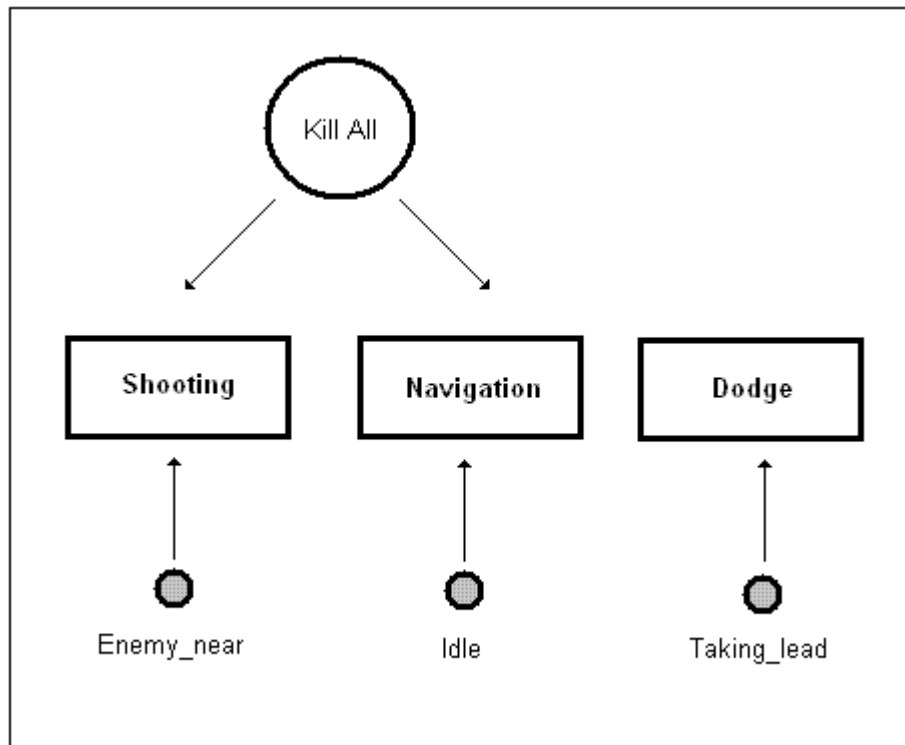 Kill All
Shooting
Navigation
Dodge
Enemy_near
Idle
Taking_lead